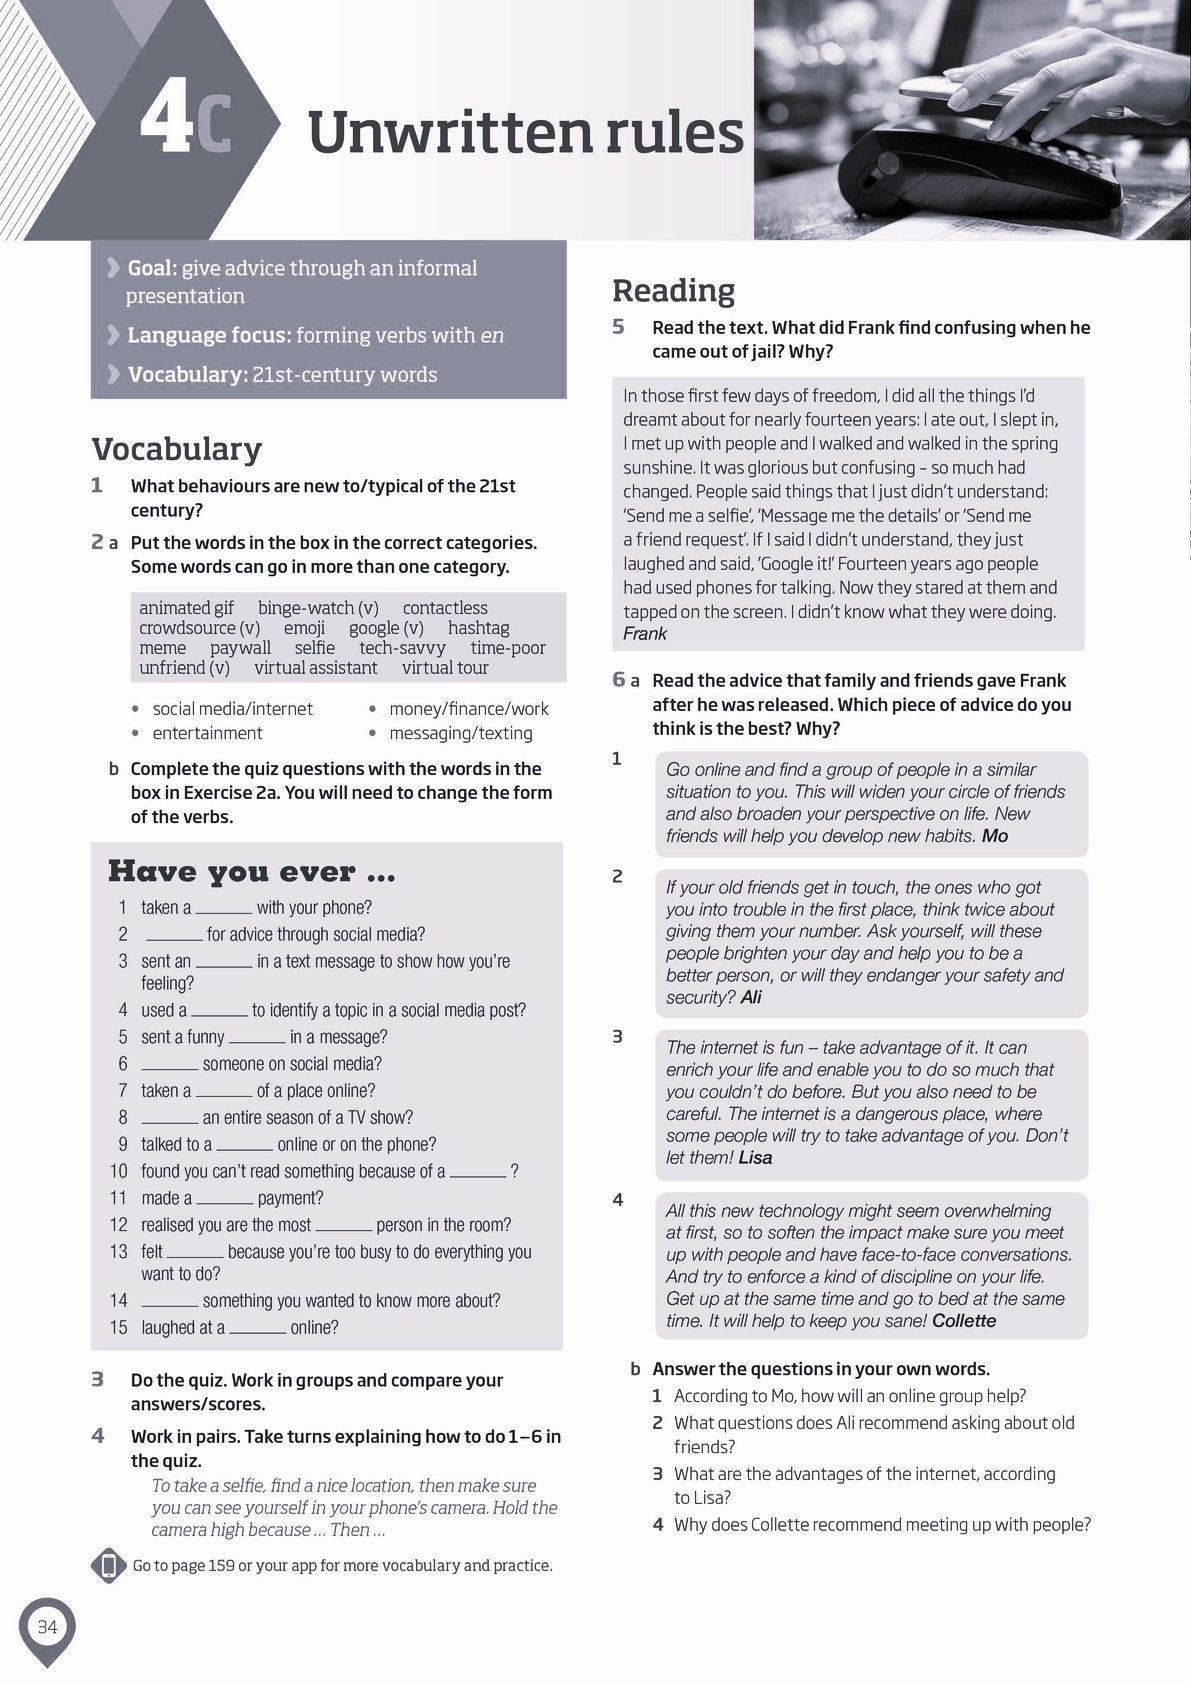 4C
Unwritten rules
Goal: give advice through an informal
presentation
Language focus: forming verbs with en
Vocabulary: 21st-century words
Vocabulary
1 What behaviours are new to/typical of the 21st
century?
2 a Put the words in the box in the correct categories.
Some words can go in more than one category.
animated gif binge-watch (v) contactless
crowdsource (v) emoji google (v) hashtag
meme paywall selfie tech-savvy time-poor
unfriend (v) virtual assistant virtual tour
• social media/internet • money/finance/work
• entertainment • messaging/texting
b Complete the quiz questions with the words in the
box in Exercise 2a. You will need to change the form
of the verbs.
Have you ever ...
1 taken a ______ with your phone?
2 ______ for advice through social media?
3 sent an ______ in a text message to show how you're
feeling?
4 used a ______ to identify a topic in a social media post?
5 sent a funny ______ in a message?
6 ______ someone on social media?
7 taken a ______ of a place online?
8 ______ an entire season of a TV show?
9 talked to a ______ online or on the phone?
10 found you can't read something because of a ______ ?
11 made a ______ payment?
12 realised you are the most ______ person in the room?
13 felt ______ because you're too busy to do everything you
want to do?
14 ______ something you wanted to know more about?
15 laughed at a ______ online?
3 Do the quiz. Work in groups and compare your
answers/scores.
4 Work in pairs. Take turns explaining how to do 1–6 in
the quiz.
To take a selfie, find a nice location, then make sure
you can see yourself in your phone's camera. Hold the
camera high because ... Then ...
Go to page 159 or your app for more vocabulary and practice.
34
Reading
5 Read the text. What did Frank find confusing when he
came out of jail? Why?
In those first few days of freedom, I did all the things I'd
dreamt about for nearly fourteen years: I ate out, I slept in,
I met up with people and I walked and walked in the spring
sunshine. It was glorious but confusing – so much had
changed. People said things that I just didn't understand:
'Send me a selfie', 'Message me the details' or 'Send me
a friend request'. If I said I didn't understand, they just
laughed and said, 'Google it!' Fourteen years ago people
had used phones for talking. Now they stared at them and
tapped on the screen. I didn't know what they were doing.
Frank
6 a Read the advice that family and friends gave Frank
after he was released. Which piece of advice do you
think is the best? Why?
1 Go online and find a group of people in a similar
situation to you. This will widen your circle of friends
and also broaden your perspective on life. New
friends will help you develop new habits. Mo
2 If your old friends get in touch, the ones who got
you into trouble in the first place, think twice about
giving them your number. Ask yourself, will these
people brighten your day and help you to be a
better person, or will they endanger your safety and
security? Ali
3 The internet is fun – take advantage of it. It can
enrich your life and enable you to do so much that
you couldn't do before. But you also need to be
careful. The internet is a dangerous place, where
some people will try to take advantage of you. Don't
let them! Lisa
4 All this new technology might seem overwhelming
at first, so to soften the impact make sure you meet
up with people and have face-to-face conversations.
And try to enforce a kind of discipline on your life.
Get up at the same time and go to bed at the same
time. It will help to keep you sane! Collette
b Answer the questions in your own words.
1 According to Mo, how will an online group help?
2 What questions does Ali recommend asking about old
friends?
3 What are the advantages of the internet, according
to Lisa?
4 Why does Collette recommend meeting up with people?